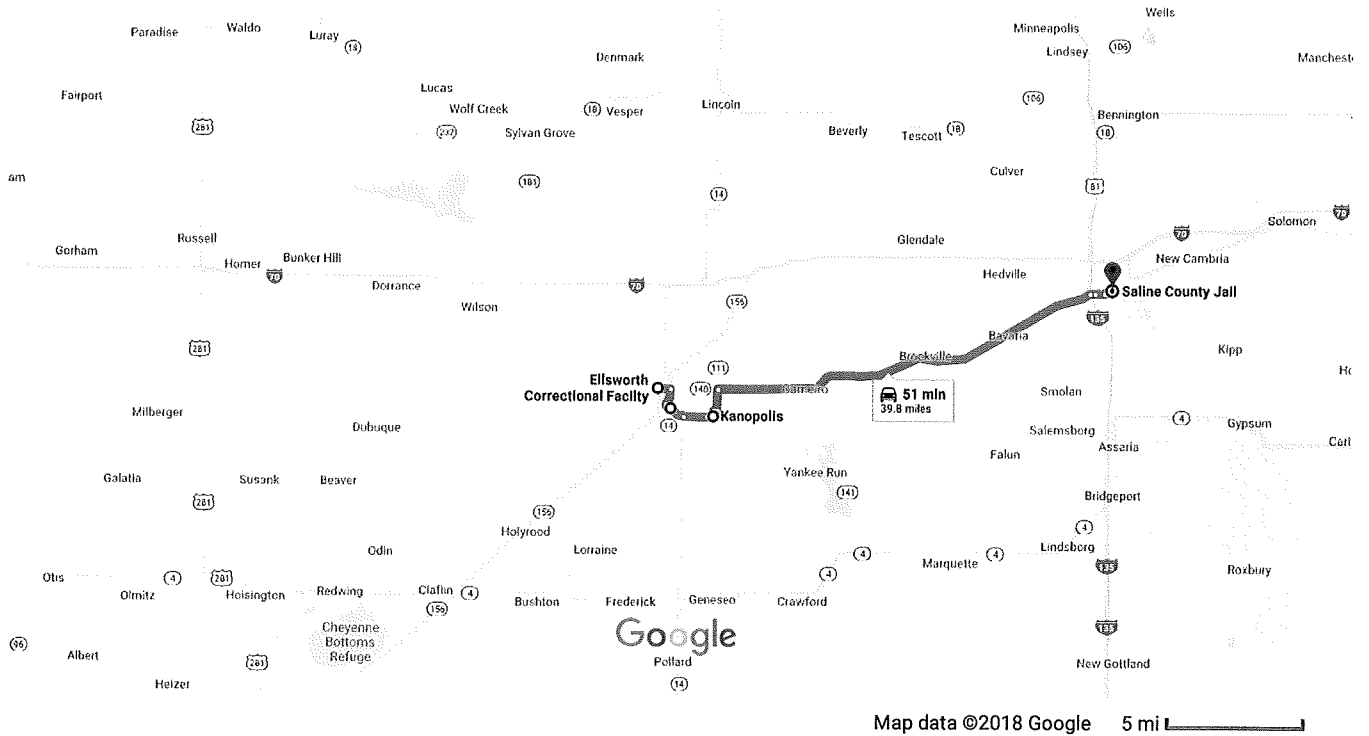 Wells
Paradise
Waldo
Luray
18
Minneapolis
106
Lindsey
Denmark
Manchest
Fairport
Lucas
Wolf Creek
18
Vesper
Lincoln
106
Bennington
281
232
Sylvan Grove
Beverly
Tescott
18
18
am
181
14
Culver
81
Gorham
Russell
Homer
Bunker Hill
70
Dorrance
Wilson
70
156
Glendale
Hedville
70
Solomon
70
New Cambria
Saline County Jail
135
281
Bavaria
Brookville
Kipp
Ellsworth
Correctional Facility
111
140
Carneiro
51 min
39.8 miles
Smolan
Milberger
14
Kanopolis
Dubuque
Salemsborg
4
Gypsum
Falun
Assaria
Carl
Galatia
Susank
Beaver
281
Yankee Run
141
Bridgeport
156
Holyrood
4
Odin
Lorraine
4
Marquette
4
Lindsborg
Otis
4
281
Olmitz
Hoisington
Redwing
Claflin
4
156
Bushton
Frederick
Geneseo
Crawford
4
135
Roxbury
Cheyenne
Bottoms
Refuge
Google
135
96
Albert
281
Heizer
Pollard
14
New Gottland
Map data ©2018 Google 5 mi